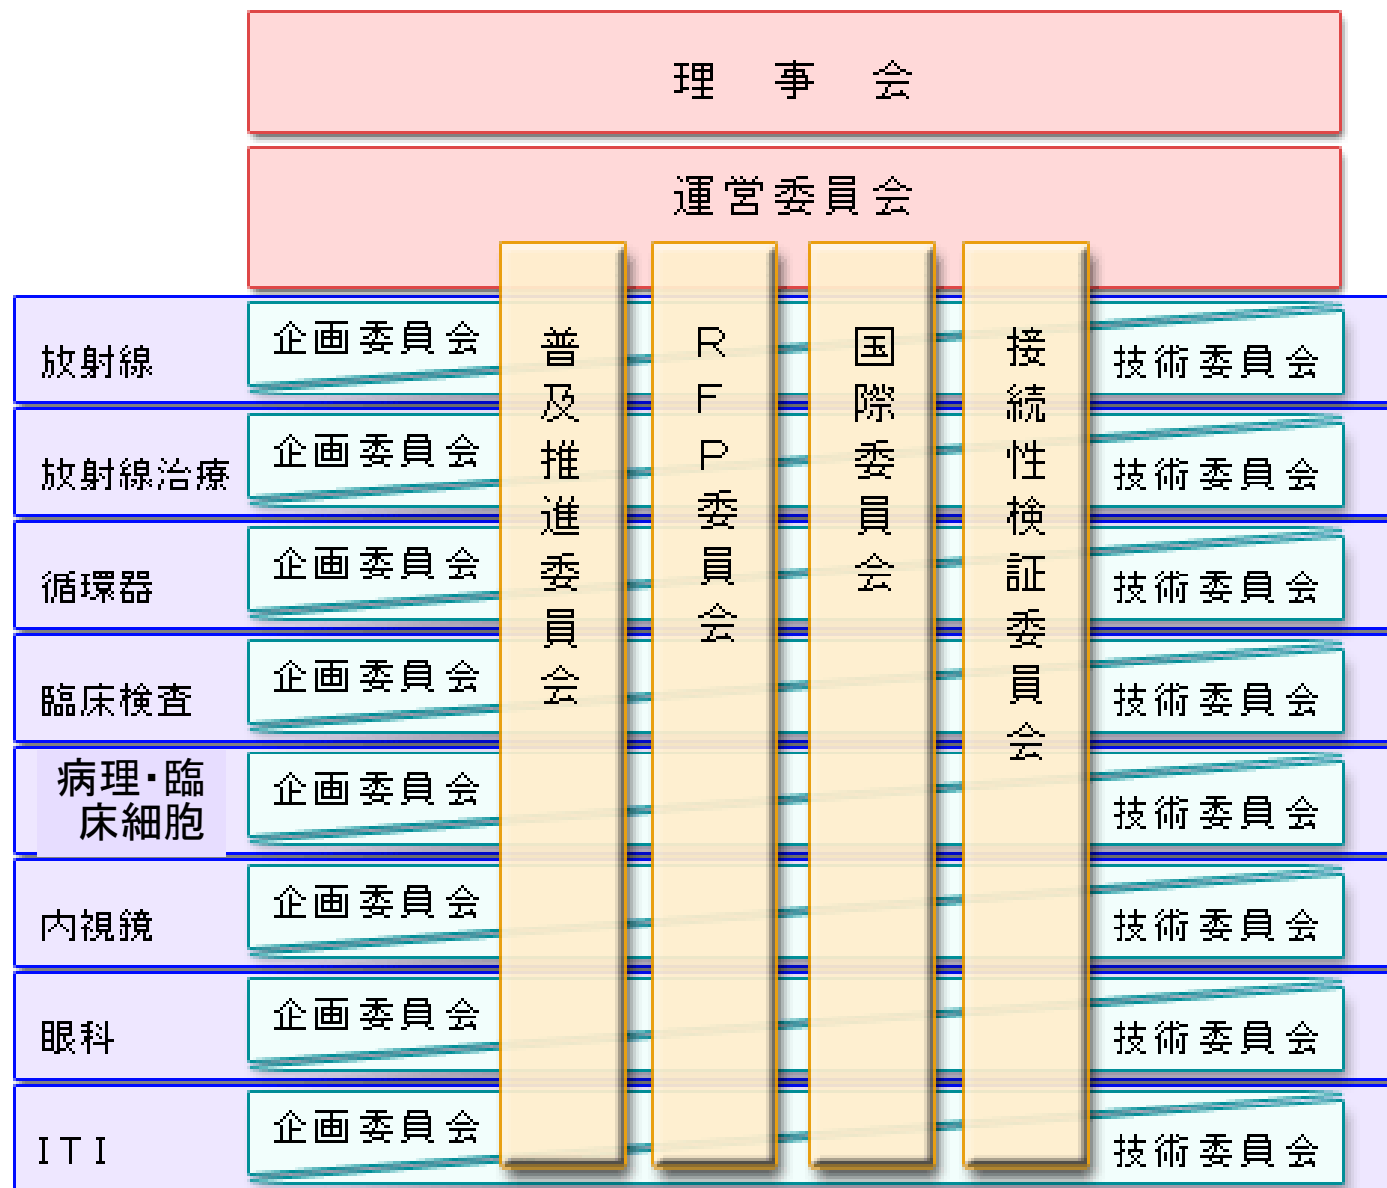 理事会
運営委員会
普及推進委員会
RFP委員会
国際委員会
接続性検証委員会
放射線
企画委員会
技術委員会
放射線治療
企画委員会
技術委員会
循環器
企画委員会
技術委員会
臨床検査
企画委員会
技術委員会
病理・臨
床細胞
企画委員会
技術委員会
内視鏡
企画委員会
技術委員会
眼科
企画委員会
技術委員会
ITI
企画委員会
技術委員会